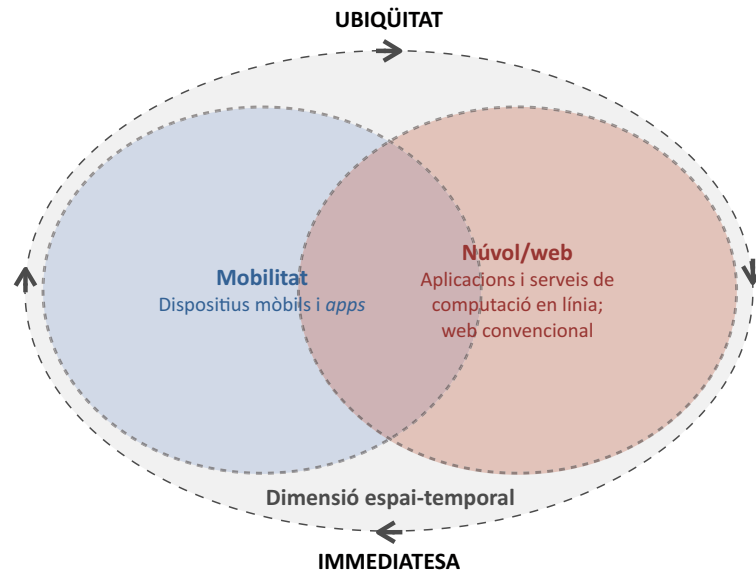 UBIQÜITAT
Mobilitat
Dispositius mòbils i apps
Núvol/web
Aplicacions i serveis de
computació en línia;
web convencional
Dimensió espai-temporal
IMMEDIATESA